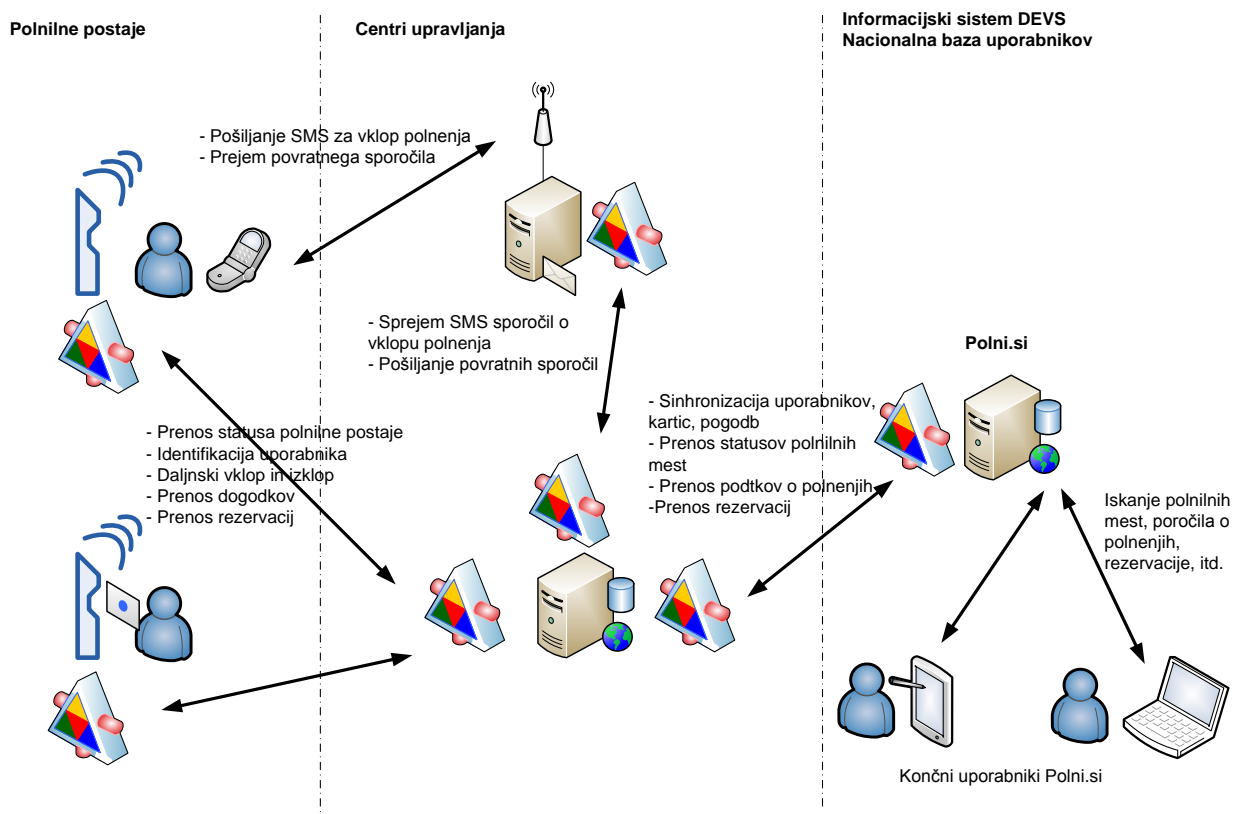 Polnilne postaje
Centri upravljanja
Informacijski sistem DEVS
Nacionalna baza uporabnikov
- Pošiljanje SMS za vklop polnenja
- Prejem povratnega sporočila
- Sprejem SMS sporočil o
vklopu polnenja
- Pošiljanje povratnih sporočil
Polni.si
- Sinhronizacija uporabnikov,
kartic, pogodb
- Prenos statusov polnilnih
mest
- Prenos podtkov o polnenjih
-Prenos rezervacij
- Prenos statusa polnilne postaje
- Identifikacija uporabnika
- Daljnski vklop in izklop
- Prenos dogodkov
- Prenos rezervacij
Iskanje polnilnih
mest, poročila o
polnenjih,
rezervacije, itd.
Končni uporabniki Polni.si